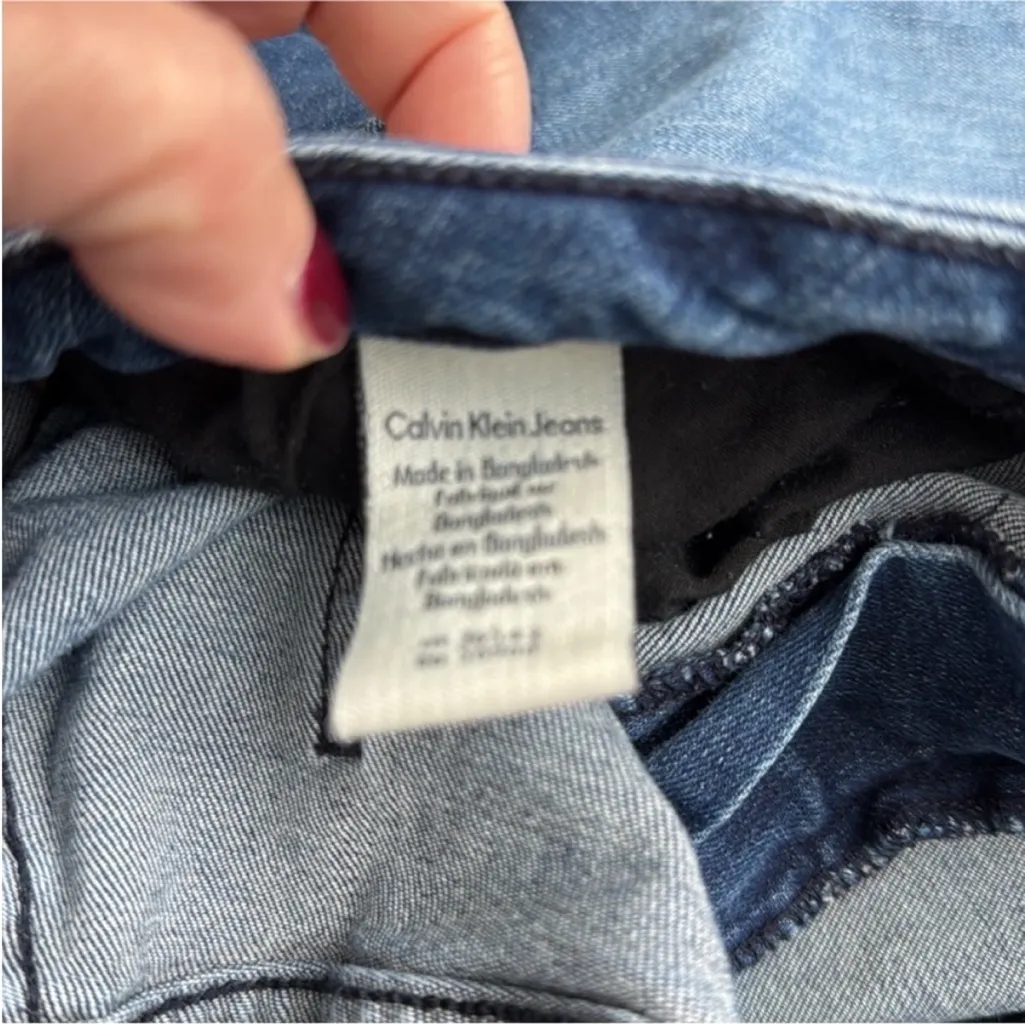 Calvin Klein Jeans
Made in Bangladesh
Fabriqué au
Bangladesh
Hecho en Bangladesh
Fabricado em
Bangladesh